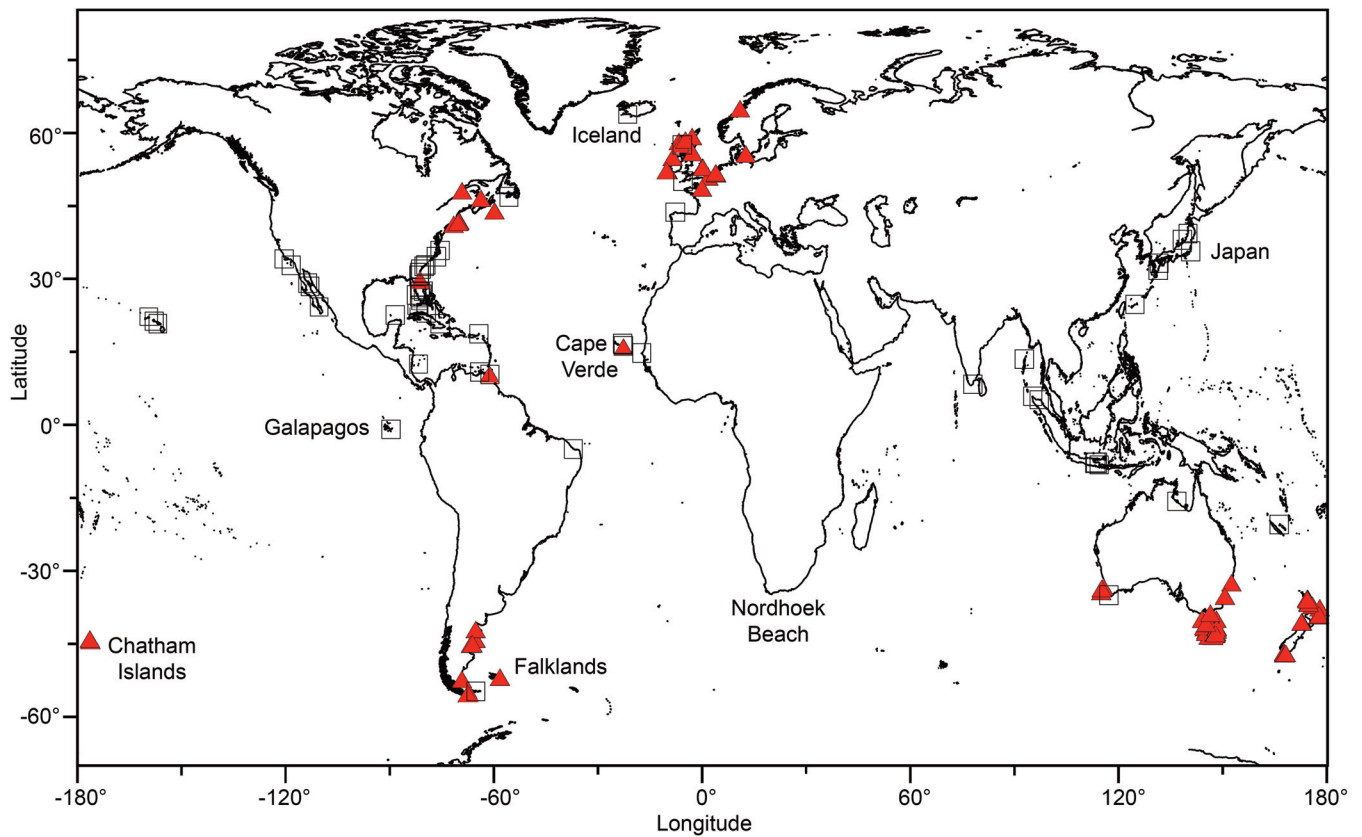 60°
30°
0°
-30°
-60°
Latitude
Iceland
Japan
Cape
Verde
Galapagos
Nordhoek
Beach
Chatham
Islands
Falklands
-180°
-120°
-60°
0°
60°
120°
180°
Longitude